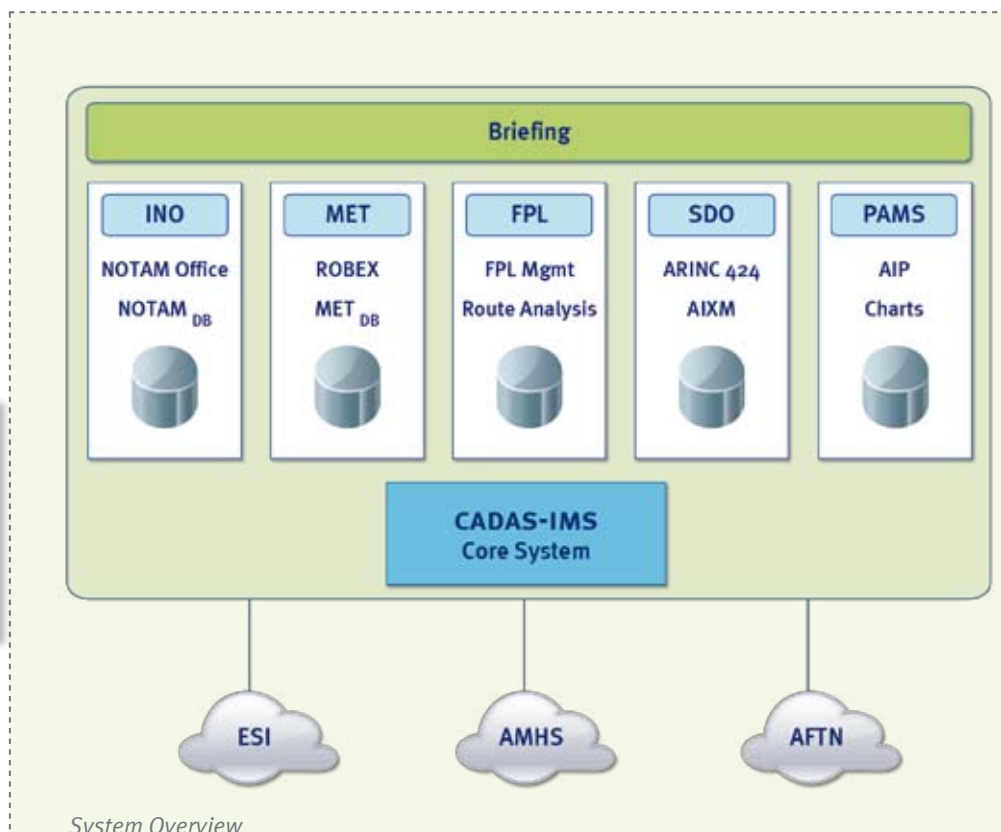 Briefing
INO
NOTAM Office
NOTAM DB
MET
ROBEX
MET DB
FPL
FPL Mgmt
Route Analysis
SDO
ARINC 424
AIXM
PAMS
AIP
Charts
CADAS-IMS
Core System
ESI
AMHS
AFTN
System Overview